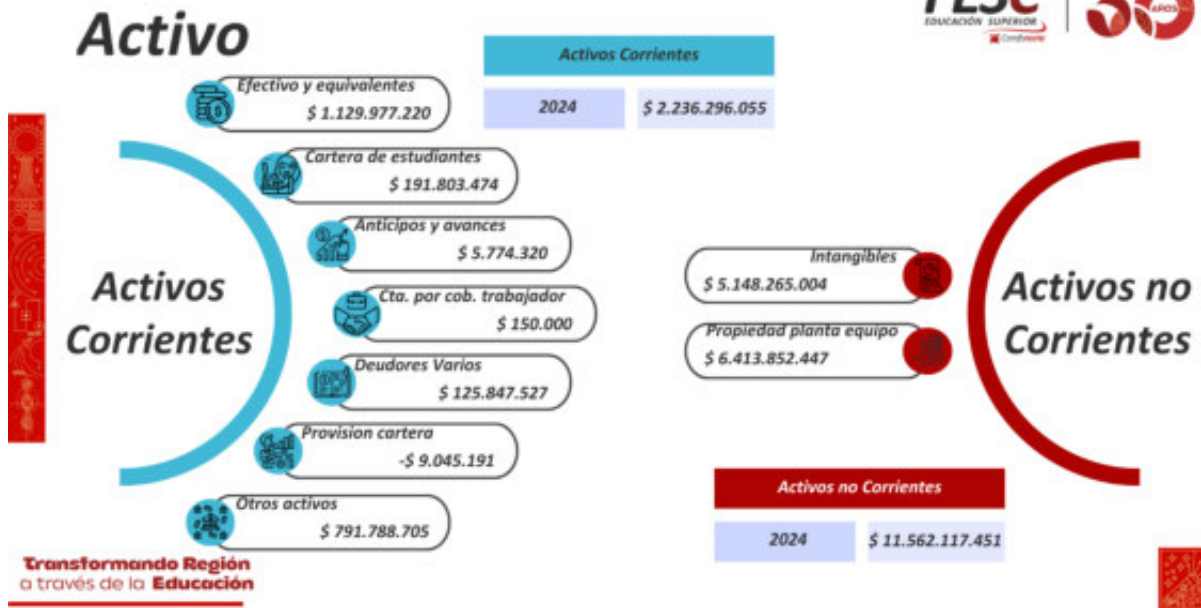 Activo
EDUCACIÓN SUPERIOR
Comfanorte
AÑOS
Activos Corrientes
2024
$ 2.236.296.055
Efectivo y equivalentes
$ 1.129.977.220
Cartera de estudiantes
$ 191.803.474
Anticipos y avances
$ 5.774.320
Cta. por cob. trabajador
$ 150.000
Deudores Varios
$ 125.847.527
Provision cartera
-$ 9.045.191
Otros activos
$ 791.788.705
Activos
Corrientes
Intangibles
$ 5.148.265.004
Propiedad planta equipo
$ 6.413.852.447
Activos no
Corrientes
Activos no Corrientes
2024
$ 11.562.117.451
Transformando Región
a través de la Educación